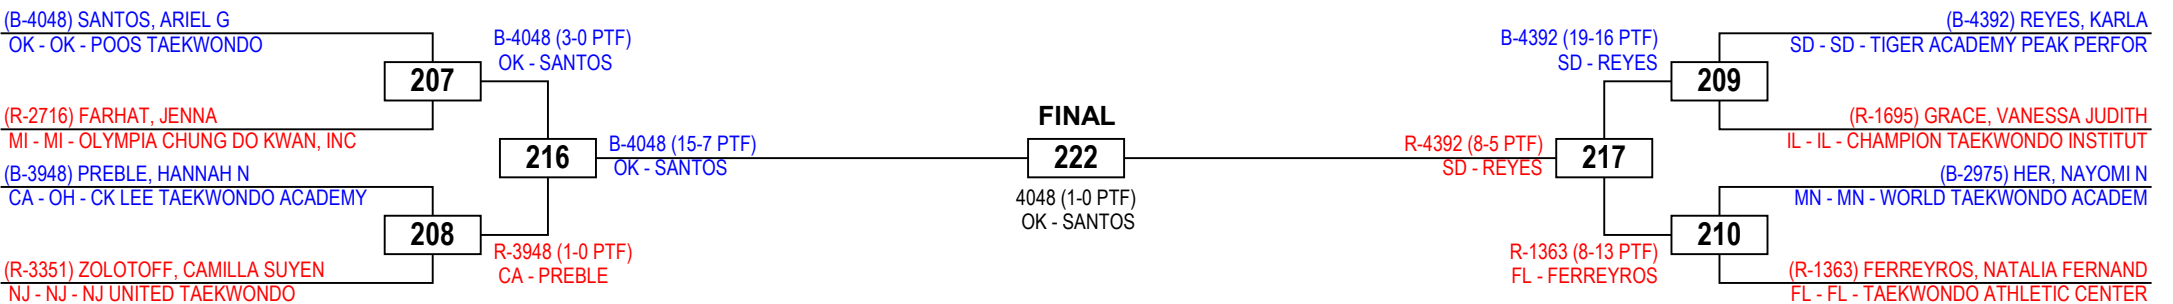 (B-4048) SANTOS, ARIEL G
OK - OK - POOS TAEKWONDO
207
(R-2716) FARHAT, JENNA
MI - MI - OLYMPIA CHUNG DO KWAN, INC
(B-3948) PREBLE, HANNAH N
CA - OH - CK LEE TAEKWONDO ACADEMY
208
(R-3351) ZOLOTOFF, CAMILLA SUYEN
NJ - NJ - NJ UNITED TAEKWONDO
B-4048 (3-0 PTF)
OK - SANTOS
216
R-3948 (1-0 PTF)
CA - PREBLE
B-4048 (15-7 PTF)
OK - SANTOS
FINAL
222
4048 (1-0 PTF)
OK - SANTOS
R-4392 (8-5 PTF)
SD - REYES
B-4392 (19-16 PTF)
SD - REYES
217
R-1363 (8-13 PTF)
FL - FERREYROS
(B-4392) REYES, KARLA
SD - SD - TIGER ACADEMY PEAK PERFOR
209
(R-1695) GRACE, VANESSA JUDITH
IL - IL - CHAMPION TAEKWONDO INSTITUT
(B-2975) HER, NAYOMI N
MN - MN - WORLD TAEKWONDO ACADEM
210
(R-1363) FERREYROS, NATALIA FERNAND
FL - FL - TAEKWONDO ATHLETIC CENTER